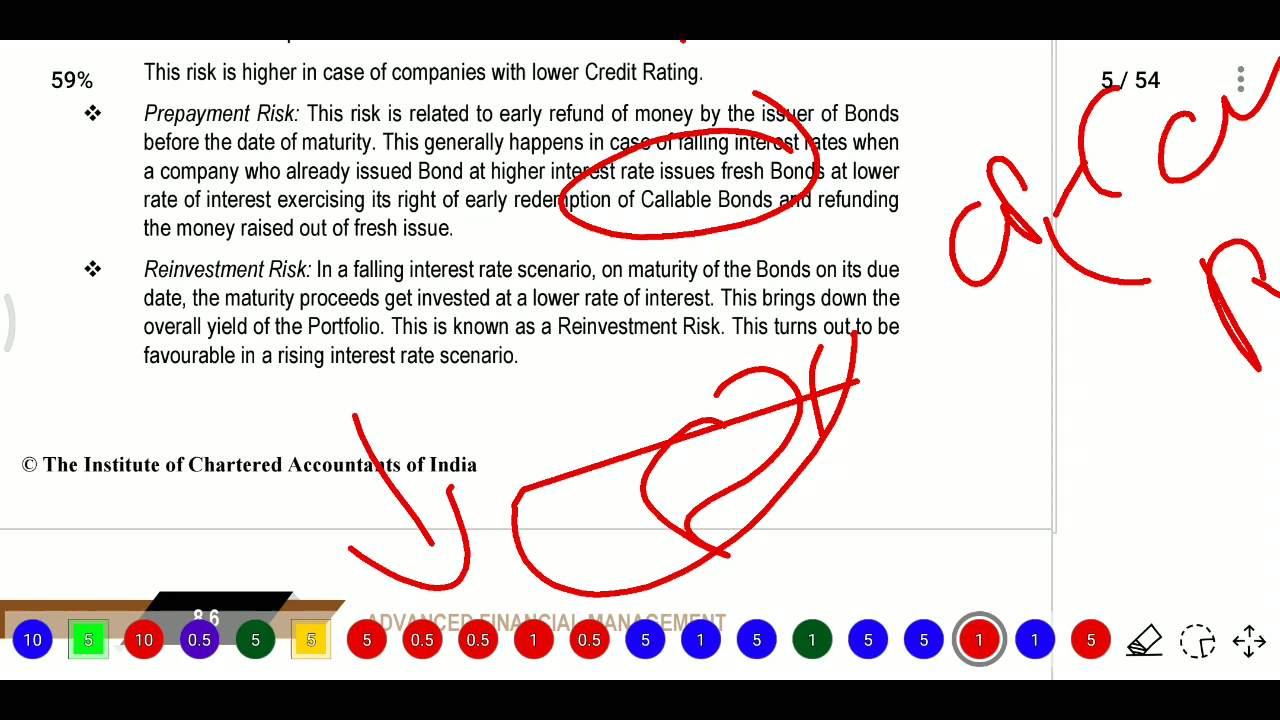 This risk is higher in case of companies with lower Credit Rating.
59%
5 / 54
❖ Prepayment Risk: This risk is related to early refund of money by the issuer of Bonds
before the date of maturity. This generally happens in case of falling interest rates when
a company who already issued Bond at higher interest rate issues fresh Bonds at lower
rate of interest exercising its right of early redemption of Callable Bonds and refunding
the money raised out of fresh issue.
❖ Reinvestment Risk: In a falling interest rate scenario, on maturity of the Bonds on its due
date, the maturity proceeds get invested at a lower rate of interest. This brings down the
overall yield of the Portfolio. This is known as a Reinvestment Risk. This turns out to be
favourable in a rising interest rate scenario.
© The Institute of Chartered Accountants of India
8.6
ADVANCED FINANCIAL MANAGEMENT
10 5 10 0.5 5 5 5 0.5 0.5 1 0.5 5 1 5 1 5 5 1 1 5